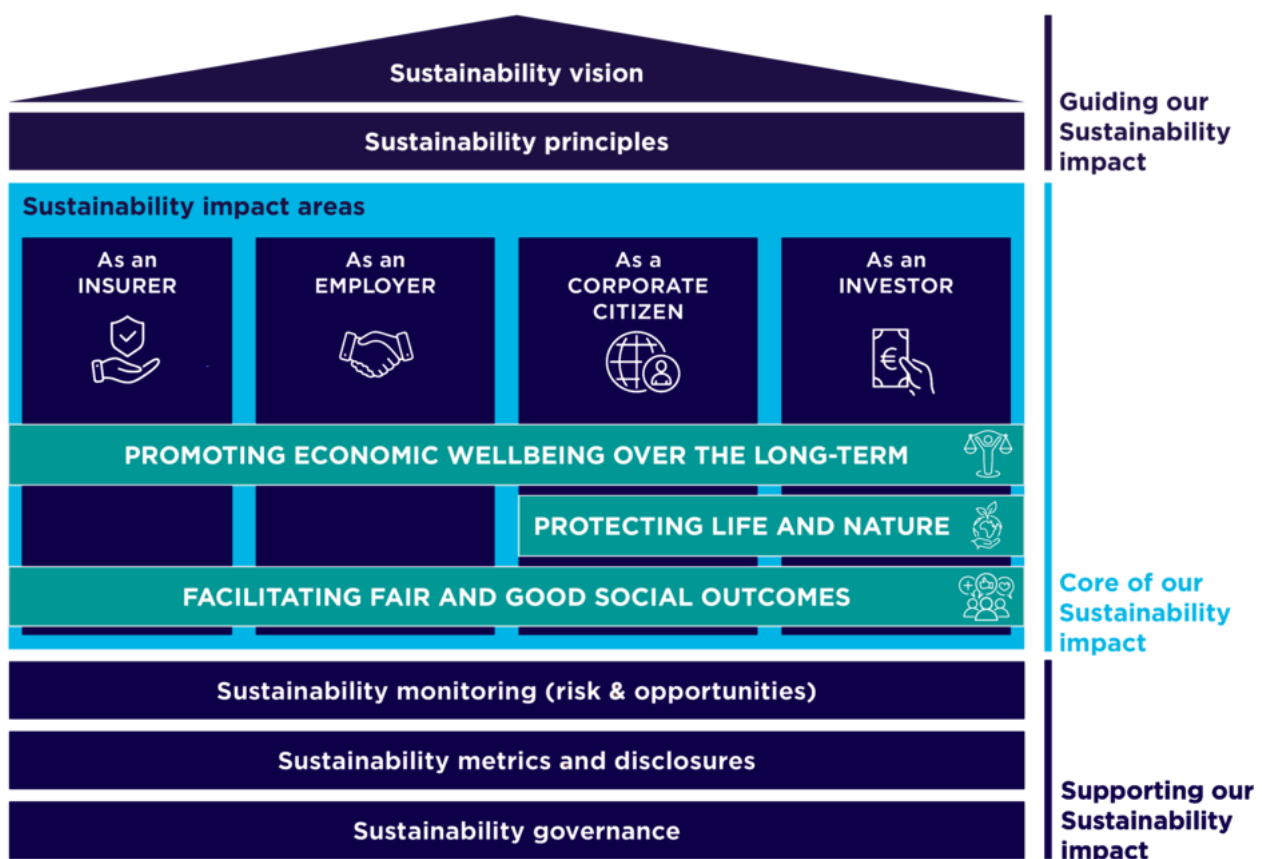 Sustainability vision
Sustainability principles
Guiding our
Sustainability
impact
Sustainability impact areas
As an
INSURER
As an
EMPLOYER
As a
CORPORATE
CITIZEN
As an
INVESTOR
€
PROMOTING ECONOMIC WELLBEING OVER THE LONG-TERM
PROTECTING LIFE AND NATURE
FACILITATING FAIR AND GOOD SOCIAL OUTCOMES
Core of our
Sustainability
impact
Sustainability monitoring (risk & opportunities)
Sustainability metrics and disclosures
Sustainability governance
Supporting our
Sustainability
impact